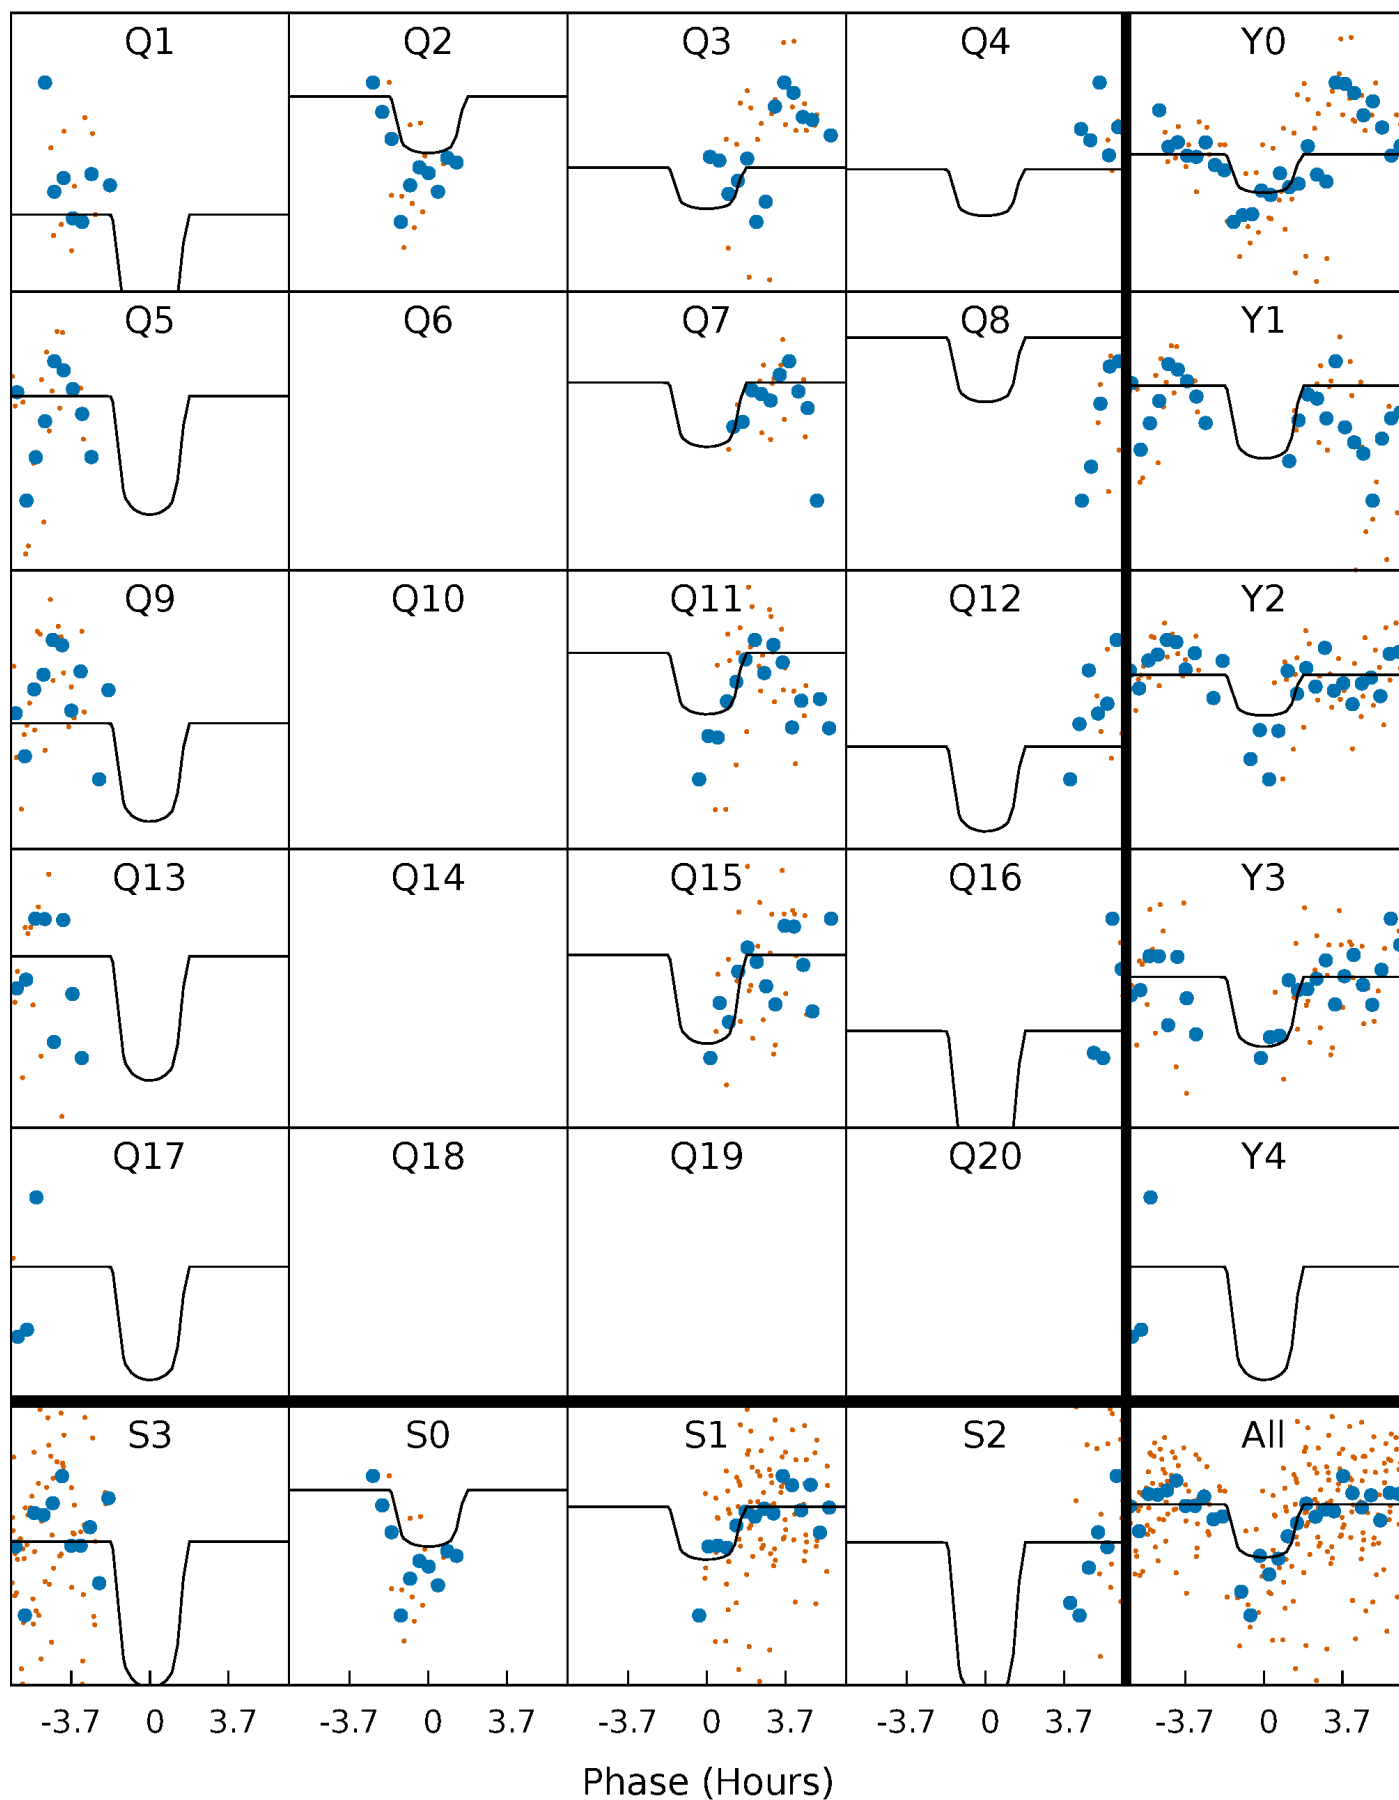 Q1 Q2 Q3 Q4 Y0
Q5 Q6 Q7 Q8 Y1
Q9 Q10 Q11 Q12 Y2
Q13 Q14 Q15 Q16 Y3
Q17 Q18 Q19 Q20 Y4
S3 S0 S1 S2 All
-3.7 0 3.7 -3.7 0 3.7 -3.7 0 3.7 -3.7 0 3.7 -3.7 0 3.7
Phase (Hours)